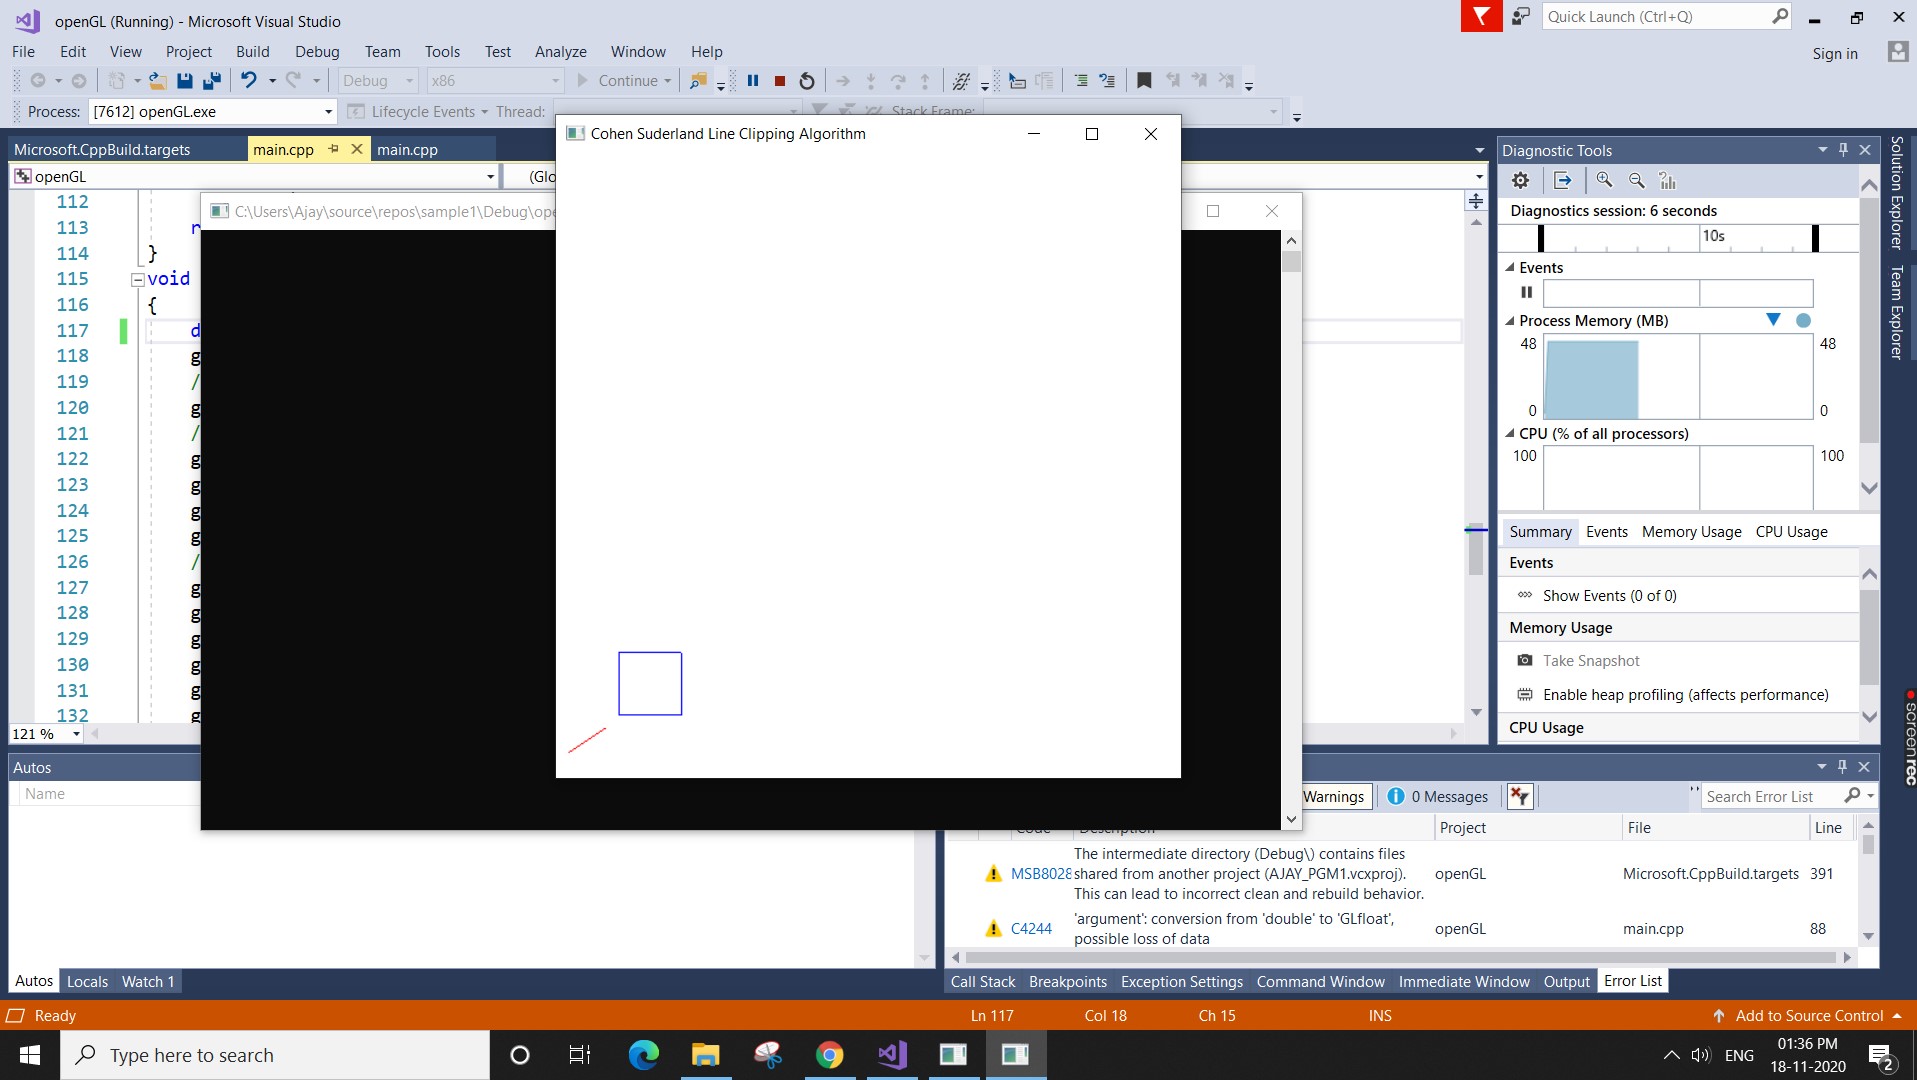 openGL (Running) - Microsoft Visual Studio
Quick Launch (Ctrl+Q)
File Edit View Project Build Debug Team Tools Test Analyze Window Help
Sign in
Debug x86 Continue
Process: [7612] openGL.exe Lifecycle Events Thread: Stack Frame:
Cohen Suderland Line Clipping Algorithm
Microsoft.CppBuild.targets main.cpp main.cpp
openGL (Glo
C:\Users\Ajay\source\repos\sample1\Debug\ope
112
113 r
114 }
115 void
116 {
117 d
118 g
119 /
120 g
121 /
122 g
123 g
124 g
125 g
126 /
127 g
128 g
129 g
130 g
131 g
132 g
121 %
Diagnostic Tools
Diagnostics session: 6 seconds
10s
Events
Process Memory (MB)
48 48
0 0
CPU (% of all processors)
100 100
Summary Events Memory Usage CPU Usage
Events
Show Events (0 of 0)
Memory Usage
Take Snapshot
Enable heap profiling (affects performance)
CPU Usage
Solution Explorer
Team Explorer
screenrec
Autos
Name
Warnings 0 Messages Search Error List
Code Description Project File Line
The intermediate directory (Debug\) contains files
MSB8028 shared from another project (AJAY_PGM1.vcxproj). openGL Microsoft.CppBuild.targets 391
This can lead to incorrect clean and rebuild behavior.
'argument': conversion from 'double' to 'GLfloat',
C4244 openGL main.cpp 88
possible loss of data
Autos Locals Watch 1
Call Stack Breakpoints Exception Settings Command Window Immediate Window Output Error List
Ready Ln 117 Col 18 Ch 15 INS Add to Source Control
Type here to search
ENG
01:36 PM
18-11-2020
2